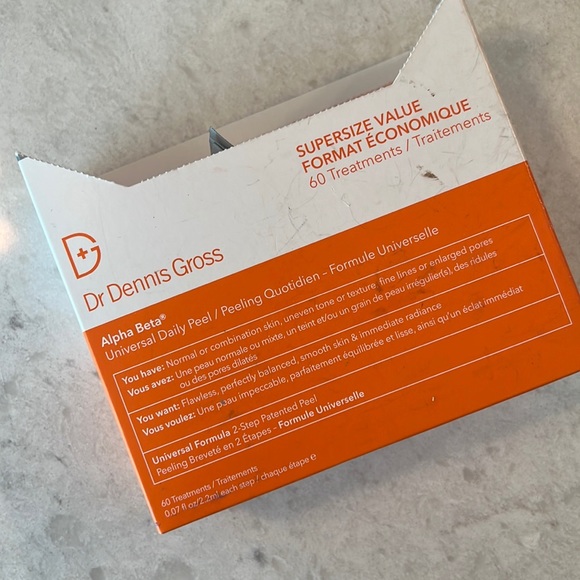 SUPERSIZE VALUE
FORMAT ÉCONOMIQUE
60 Treatments / Traitements
Dr Dennis Gross
Alpha Beta®
Universal Daily Peel / Peeling Quotidien – Formule Universelle
You have: Normal or combination skin, uneven tone or texture, fine lines or enlarged pores
Vous avez: Une peau normale ou mixte, un teint et/ou un grain de peau irrégulier(s), des ridules
ou des pores dilatés
You want: Flawless, perfectly balanced, smooth skin & immediate radiance
Vous voulez: Une peau impeccable, parfaitement équilibrée et lisse, ainsi qu'un éclat immédiat
Universal Formula 2-Step Patented Peel
Peeling Breveté en 2 Étapes - Formule Universelle
60 Treatments / Traitements
0.07 fl oz/2.2ml each step / chaque étape e